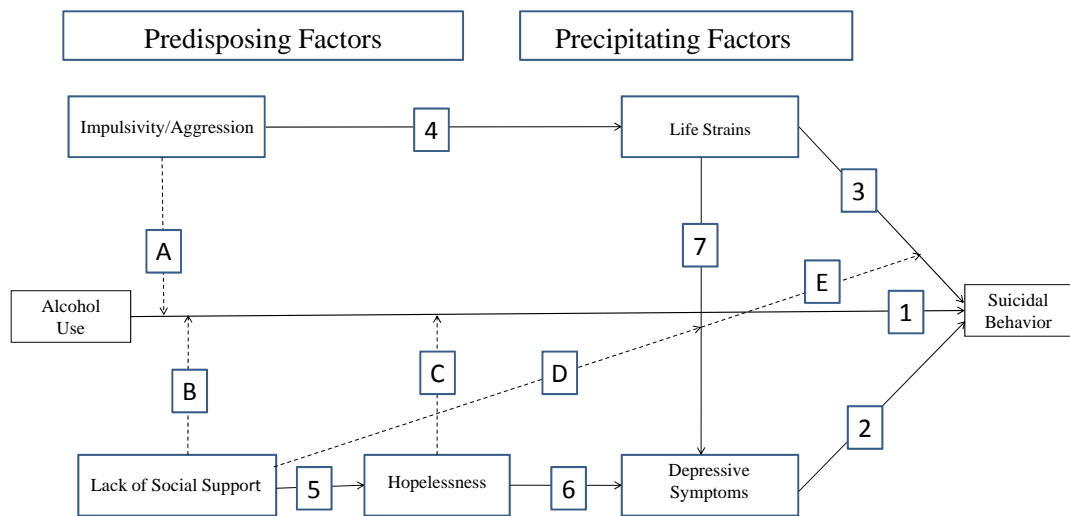 Predisposing Factors
Precipitating Factors
Impulsivity/Aggression
4
Life Strains
3
A
7
E
Alcohol
Use
1
Suicidal
Behavior
B
C
D
2
Lack of Social Support
5
Hopelessness
6
Depressive
Symptoms